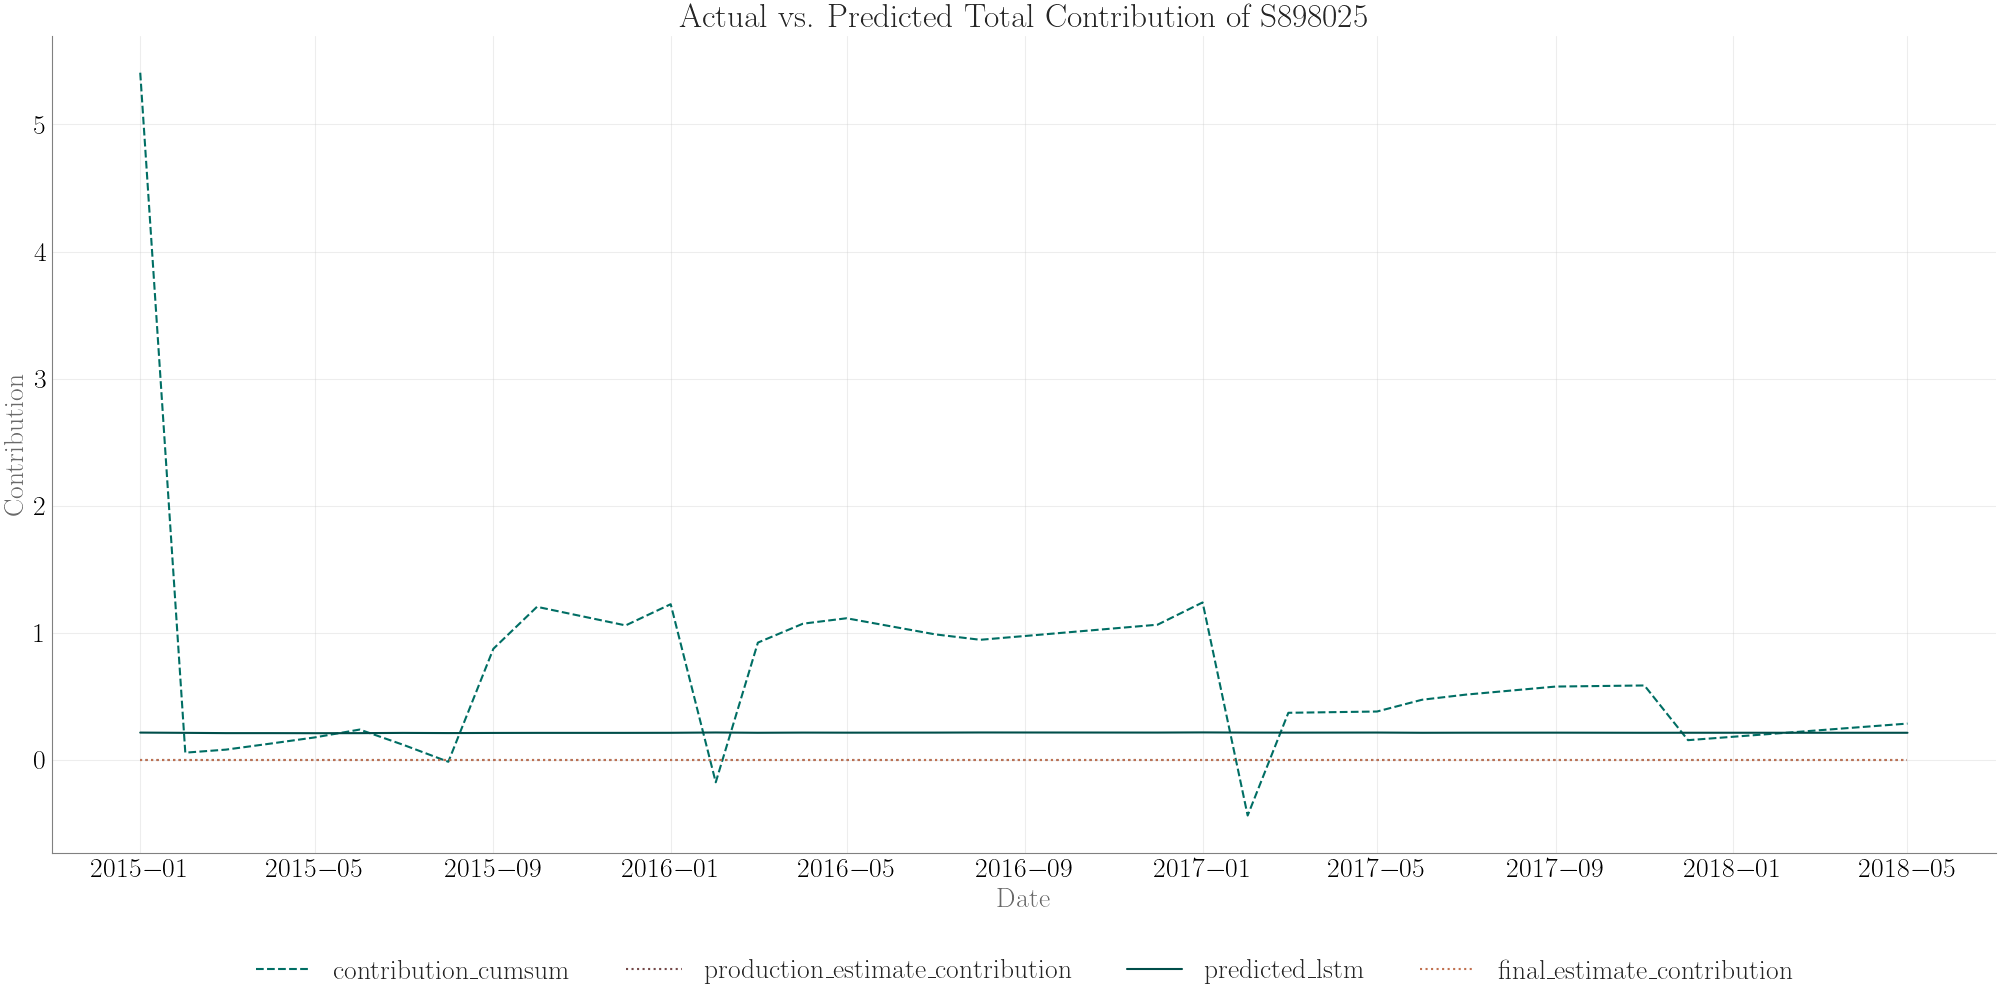 Actual vs. Predicted Total Contribution of S898025
Contribution
5
4
3
2
1
0
2015−01 2015−05 2015−09 2016−01 2016−05 2016−09 2017−01 2017−05 2017−09 2018−01 2018−05
Date
contribution_cumsum production_estimate_contribution predicted_lstm final_estimate_contribution